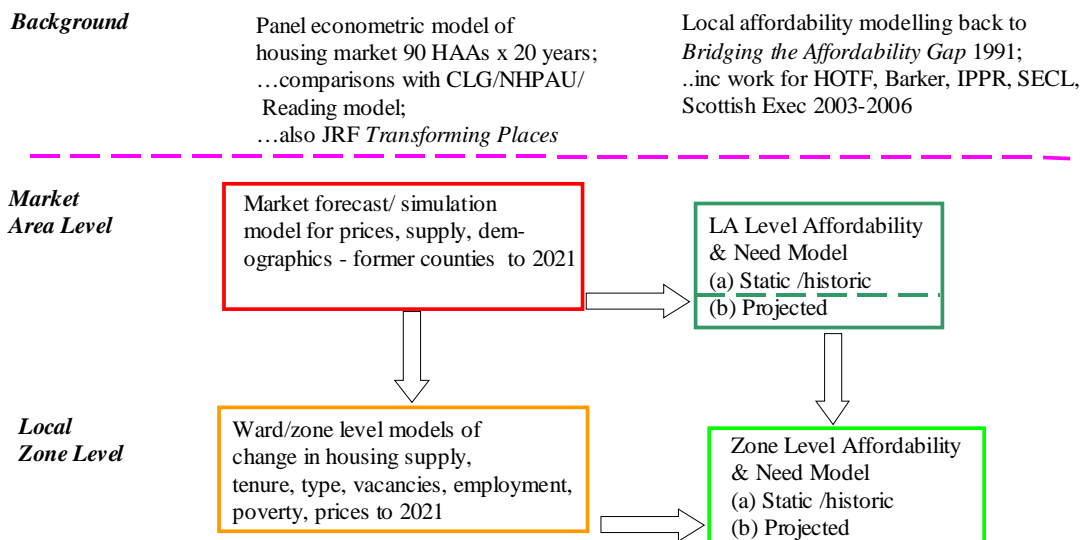 Background
Panel econometric model of
housing market 90 HAAs x 20 years;
…comparisons with CLG/NHPAU/
Reading model;
…also JRF Transforming Places
Local affordability modelling back to
Bridging the Affordability Gap 1991;
..inc work for HOTF, Barker, IPPR, SECL,
Scottish Exec 2003-2006
Market
Area Level
Market forecast/ simulation
model for prices, supply, dem-
ographics - former counties to 2021
LA Level Affordability
& Need Model
(a) Static /historic
(b) Projected
Local
Zone Level
Ward/zone level models of
change in housing supply,
tenure, type, vacancies, employment,
poverty, prices to 2021
Zone Level Affordability
& Need Model
(a) Static /historic
(b) Projected